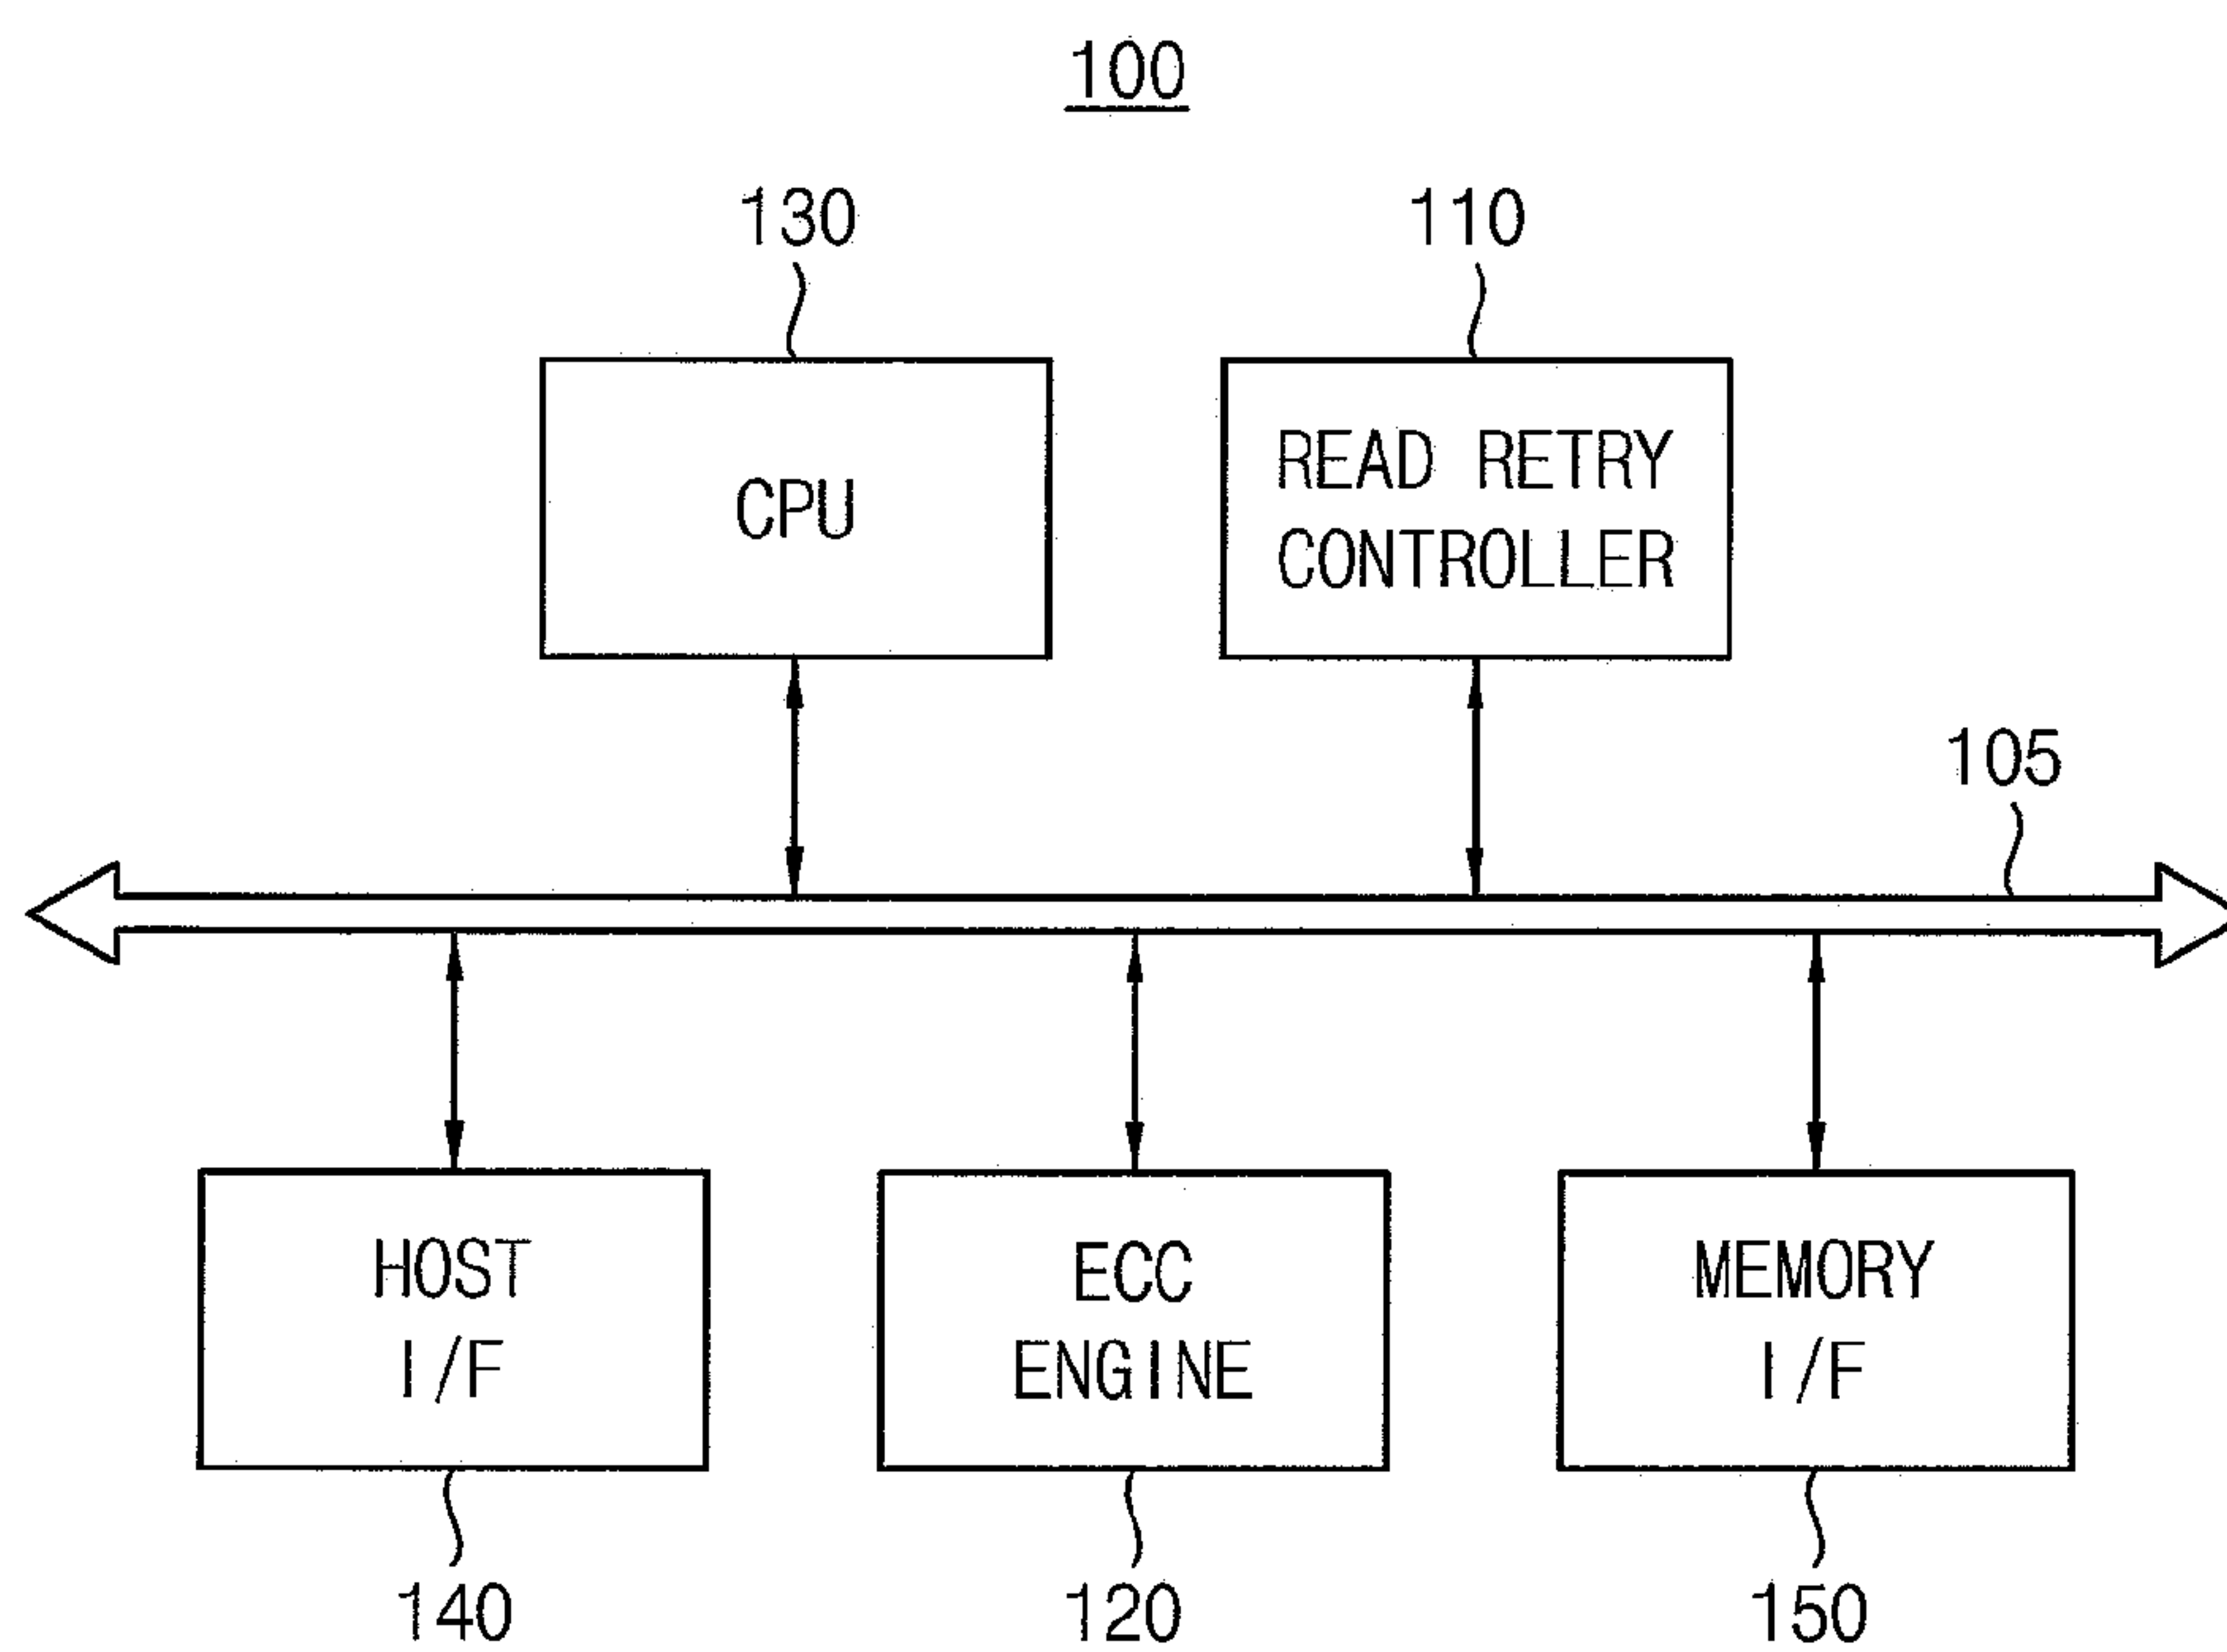 100
130
110
CPU
READ RETRY
CONTROLLER
105
HOST
I/F
ECC
ENGINE
MEMORY
I/F
140
120
150